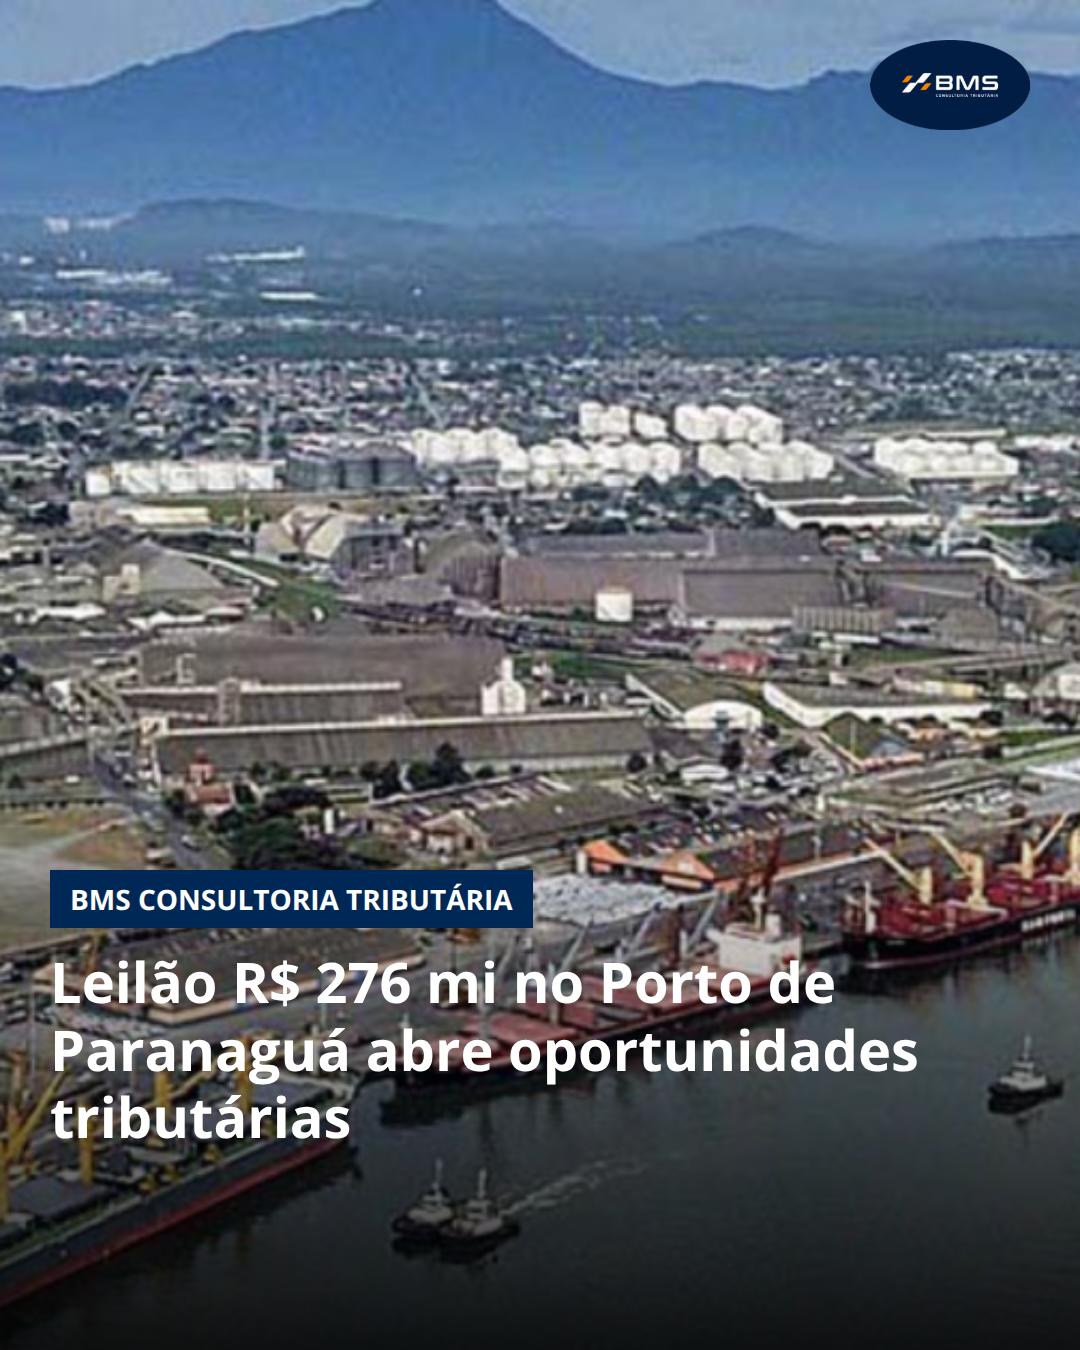 BMS
CONSULTORIA TRIBUTÁRIA
BMS CONSULTORIA TRIBUTÁRIA
Leilão R$ 276 mi no Porto de
Paranaguá abre oportunidades
tributárias